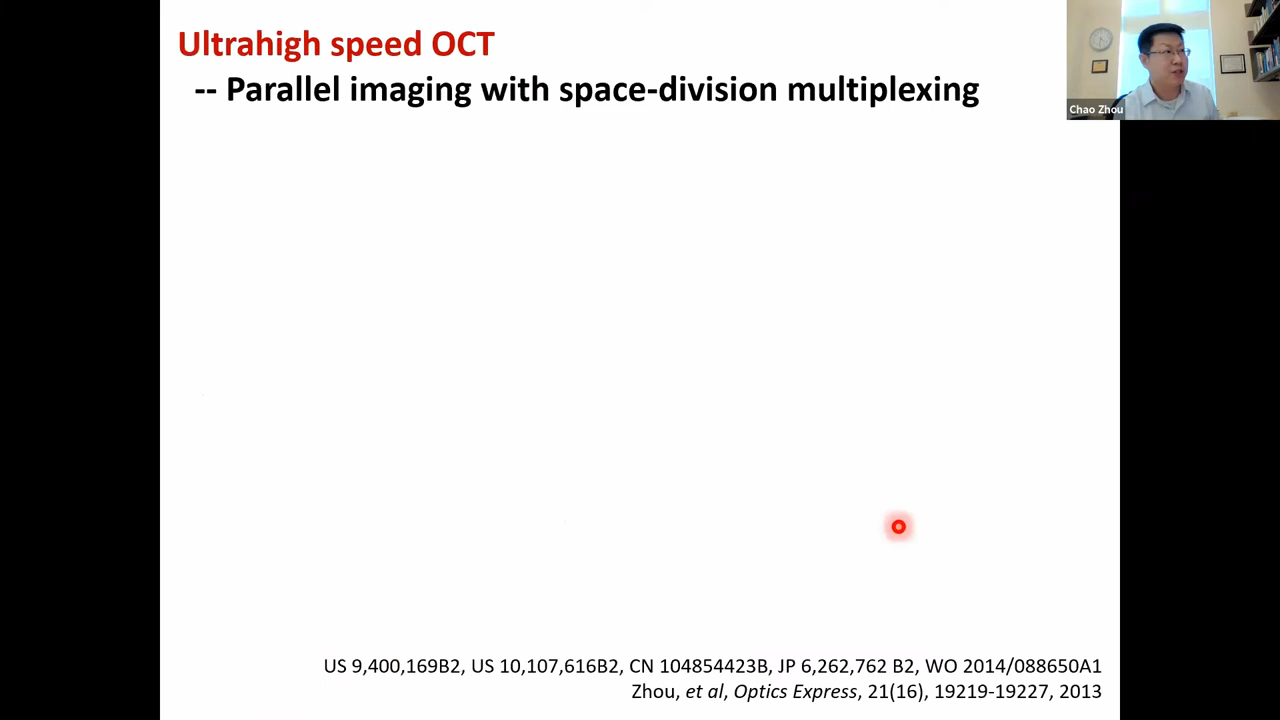 Ultrahigh speed OCT
-- Parallel imaging with space-division multiplexing
Chao Zhou
US 9,400,169B2, US 10,107,616B2, CN 104854423B, JP 6,262,762 B2, WO 2014/088650A1
Zhou, et al, Optics Express, 21(16), 19219-19227, 2013